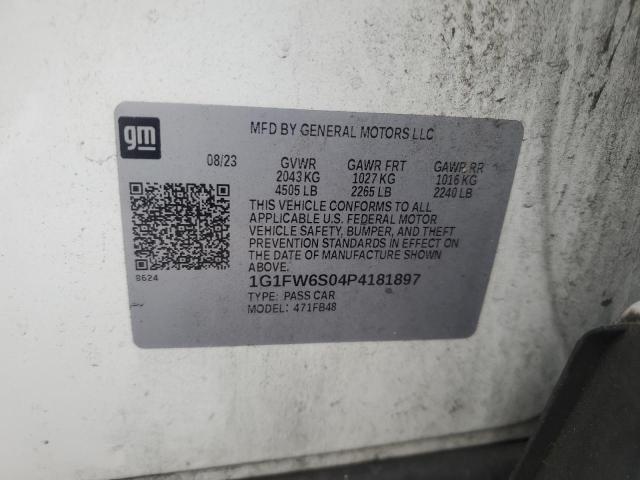 gm
MFD BY GENERAL MOTORS LLC
08/23 GVWR GAWR FRT GAWR RR
2043 KG 1027 KG 1016 KG
4505 LB 2265 LB 2240 LB
THIS VEHICLE CONFORMS TO ALL
APPLICABLE U.S. FEDERAL MOTOR
VEHICLE SAFETY, BUMPER, AND THEFT
PREVENTION STANDARDS IN EFFECT ON
THE DATE OF MANUFACTURE SHOWN
ABOVE.
8624
1G1FW6S04P4181897
TYPE: PASS CAR
MODEL: 471FB48